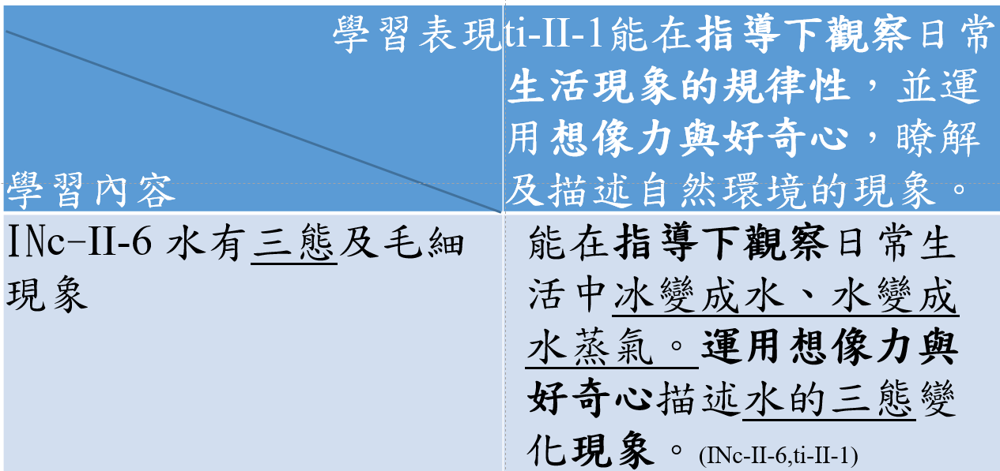 學習表現
學習內容
ti-II-1能在指導下觀察日常
生活現象的規律性，並運
用想像力與好奇心，瞭解
及描述自然環境的現象。
INc–II-6 水有三態及毛細
現象
能在指導下觀察日常生
活中冰變成水、水變成
水蒸氣。運用想像力與
好奇心描述水的三態變
化現象。(INc-II-6,ti-II-1)